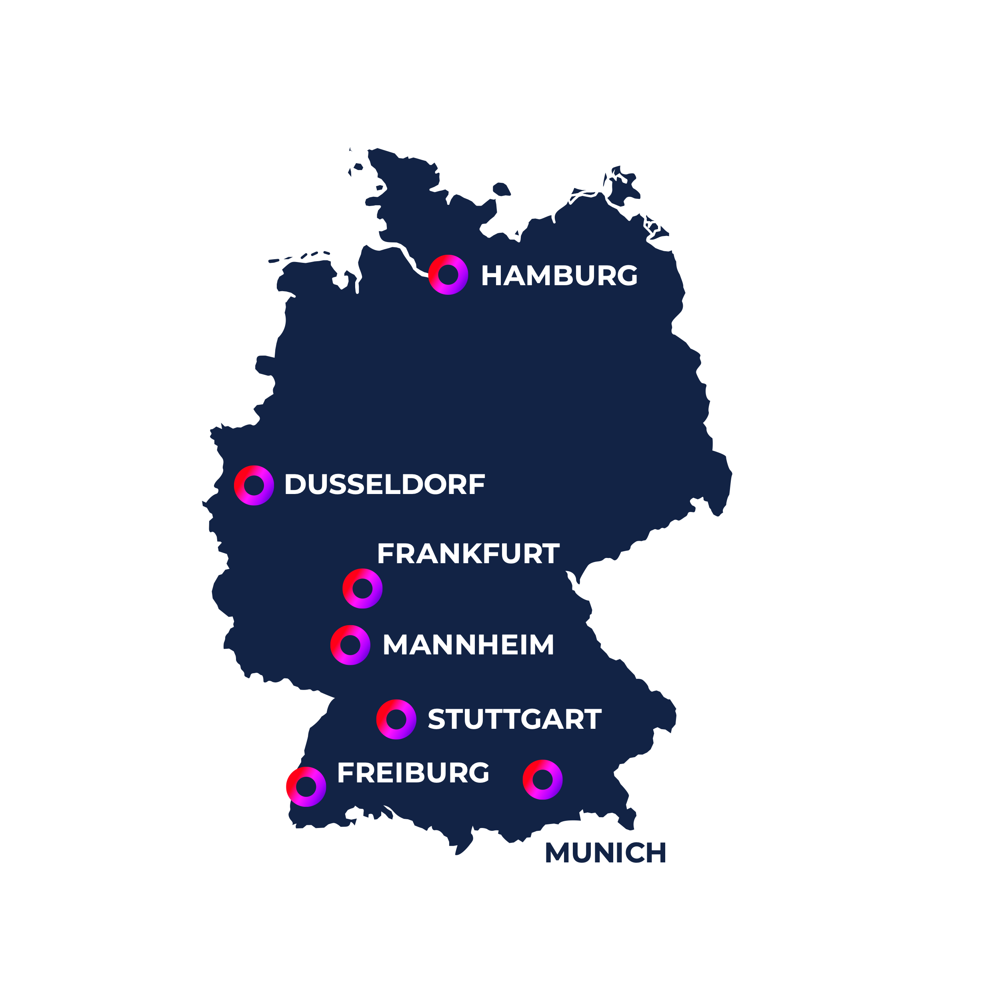 HAMBURG
DUSSELDORF
FRANKFURT
MANNHEIM
STUTTGART
FREIBURG
MUNICH